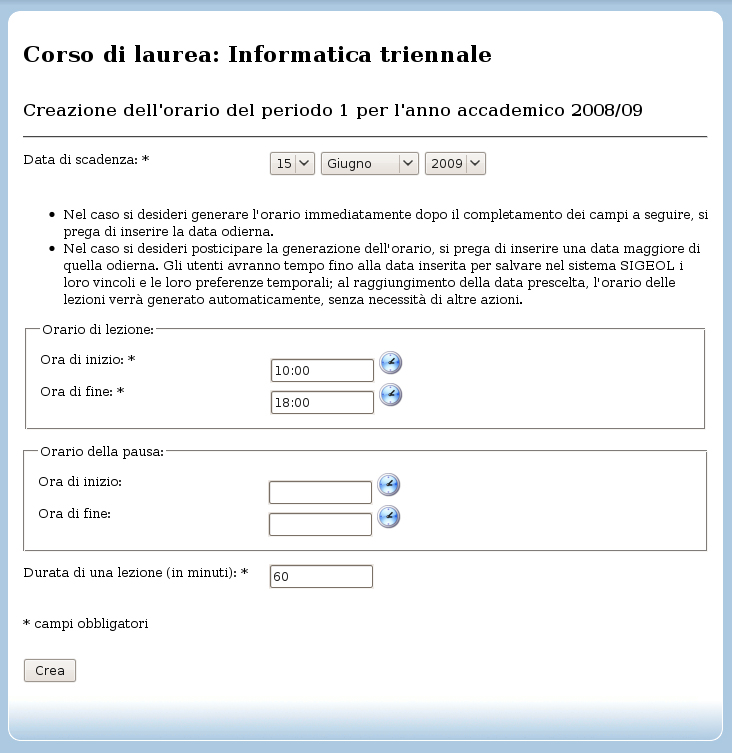 Corso di laurea: Informatica triennale
Creazione dell'orario del periodo 1 per l'anno accademico 2008/09
Data di scadenza: * 15 Giugno 2009
Nel caso si desideri generare l'orario immediatamente dopo il completamento dei campi a seguire, si
prega di inserire la data odierna.
Nel caso si desideri posticipare la generazione dell'orario, si prega di inserire una data maggiore di
quella odierna. Gli utenti avranno tempo fino alla data inserita per salvare nel sistema SIGEOL i
loro vincoli e le loro preferenze temporali; al raggiungimento della data prescelta, l'orario delle
lezioni verrà generato automaticamente, senza necessità di altre azioni.
Orario di lezione:
Ora di inizio: * 10:00
Ora di fine: * 18:00
Orario della pausa:
Ora di inizio:
Ora di fine:
Durata di una lezione (in minuti): * 60
* campi obbligatori
Crea